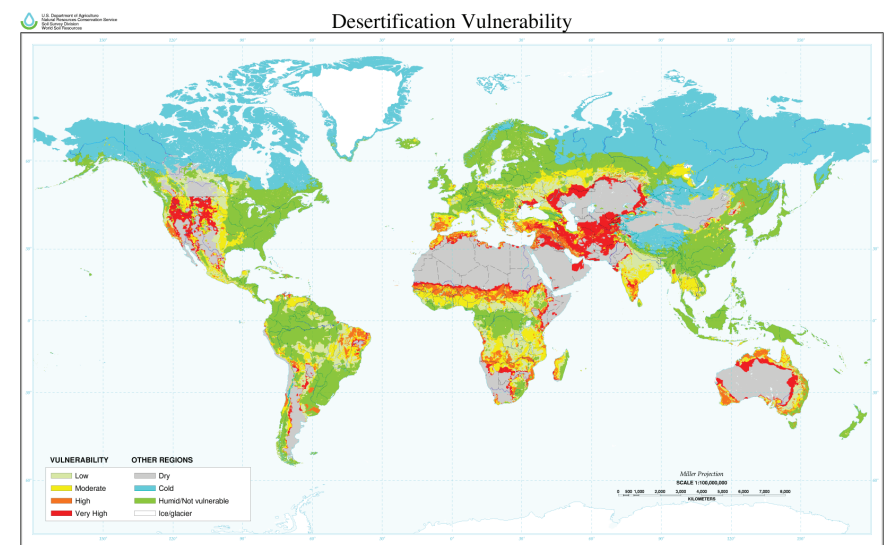 U.S. Department of Agriculture
Natural Resources Conservation Service
Soil Survey Division
World Soil Resources
Desertification Vulnerability
VULNERABILITY OTHER REGIONS
Low Dry
Moderate Cold
High Humid/Not vulnerable
Very High Ice/glacier
Miller Projection
SCALE 1:100,000,000
0 500 1,000 2,000 3,000 4,000 5,000 6,000 7,000 8,000
KILOMETERS